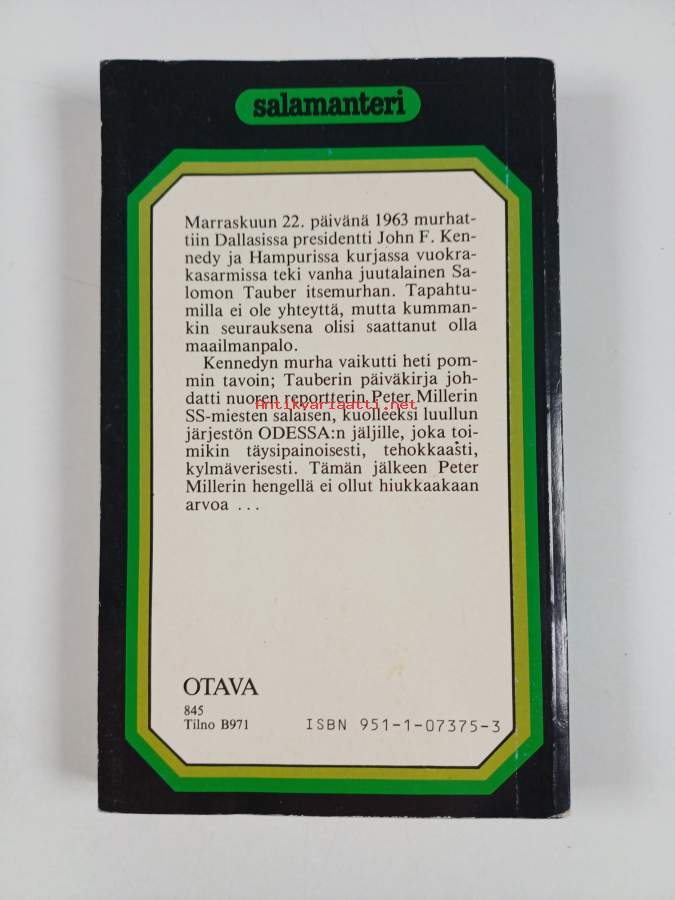 salamanteri
Marraskuun 22. päivänä 1963 murhat-
tiin Dallasissa presidentti John F. Ken-
nedy ja Hampurissa kurjassa vuokra-
kasarmissa teki vanha juutalainen Sa-
lomon Tauber itsemurhan. Tapahtu-
milla ei ole yhteyttä, mutta kumman-
kin seurauksena olisi saattanut olla
maailmanpalo.
Kennedyn murha vaikutti heti pom-
min tavoin; Tauberin päiväkirja joh-
datti nuoren reportterin Peter Millerin
Antikvariaatti.net
SS-miesten salaisen, kuolleeksi luullun
järjestön ODESSA:n jäljille, joka toi-
mikin täysipainoisesti, tehokkaasti,
kylmäverisesti. Tämän jälkeen Peter
Millerin hengellä ei ollut hiukkaakaan
arvoa ...
OTAVA
845
Tilno B971
ISBN 951-1-07375-3